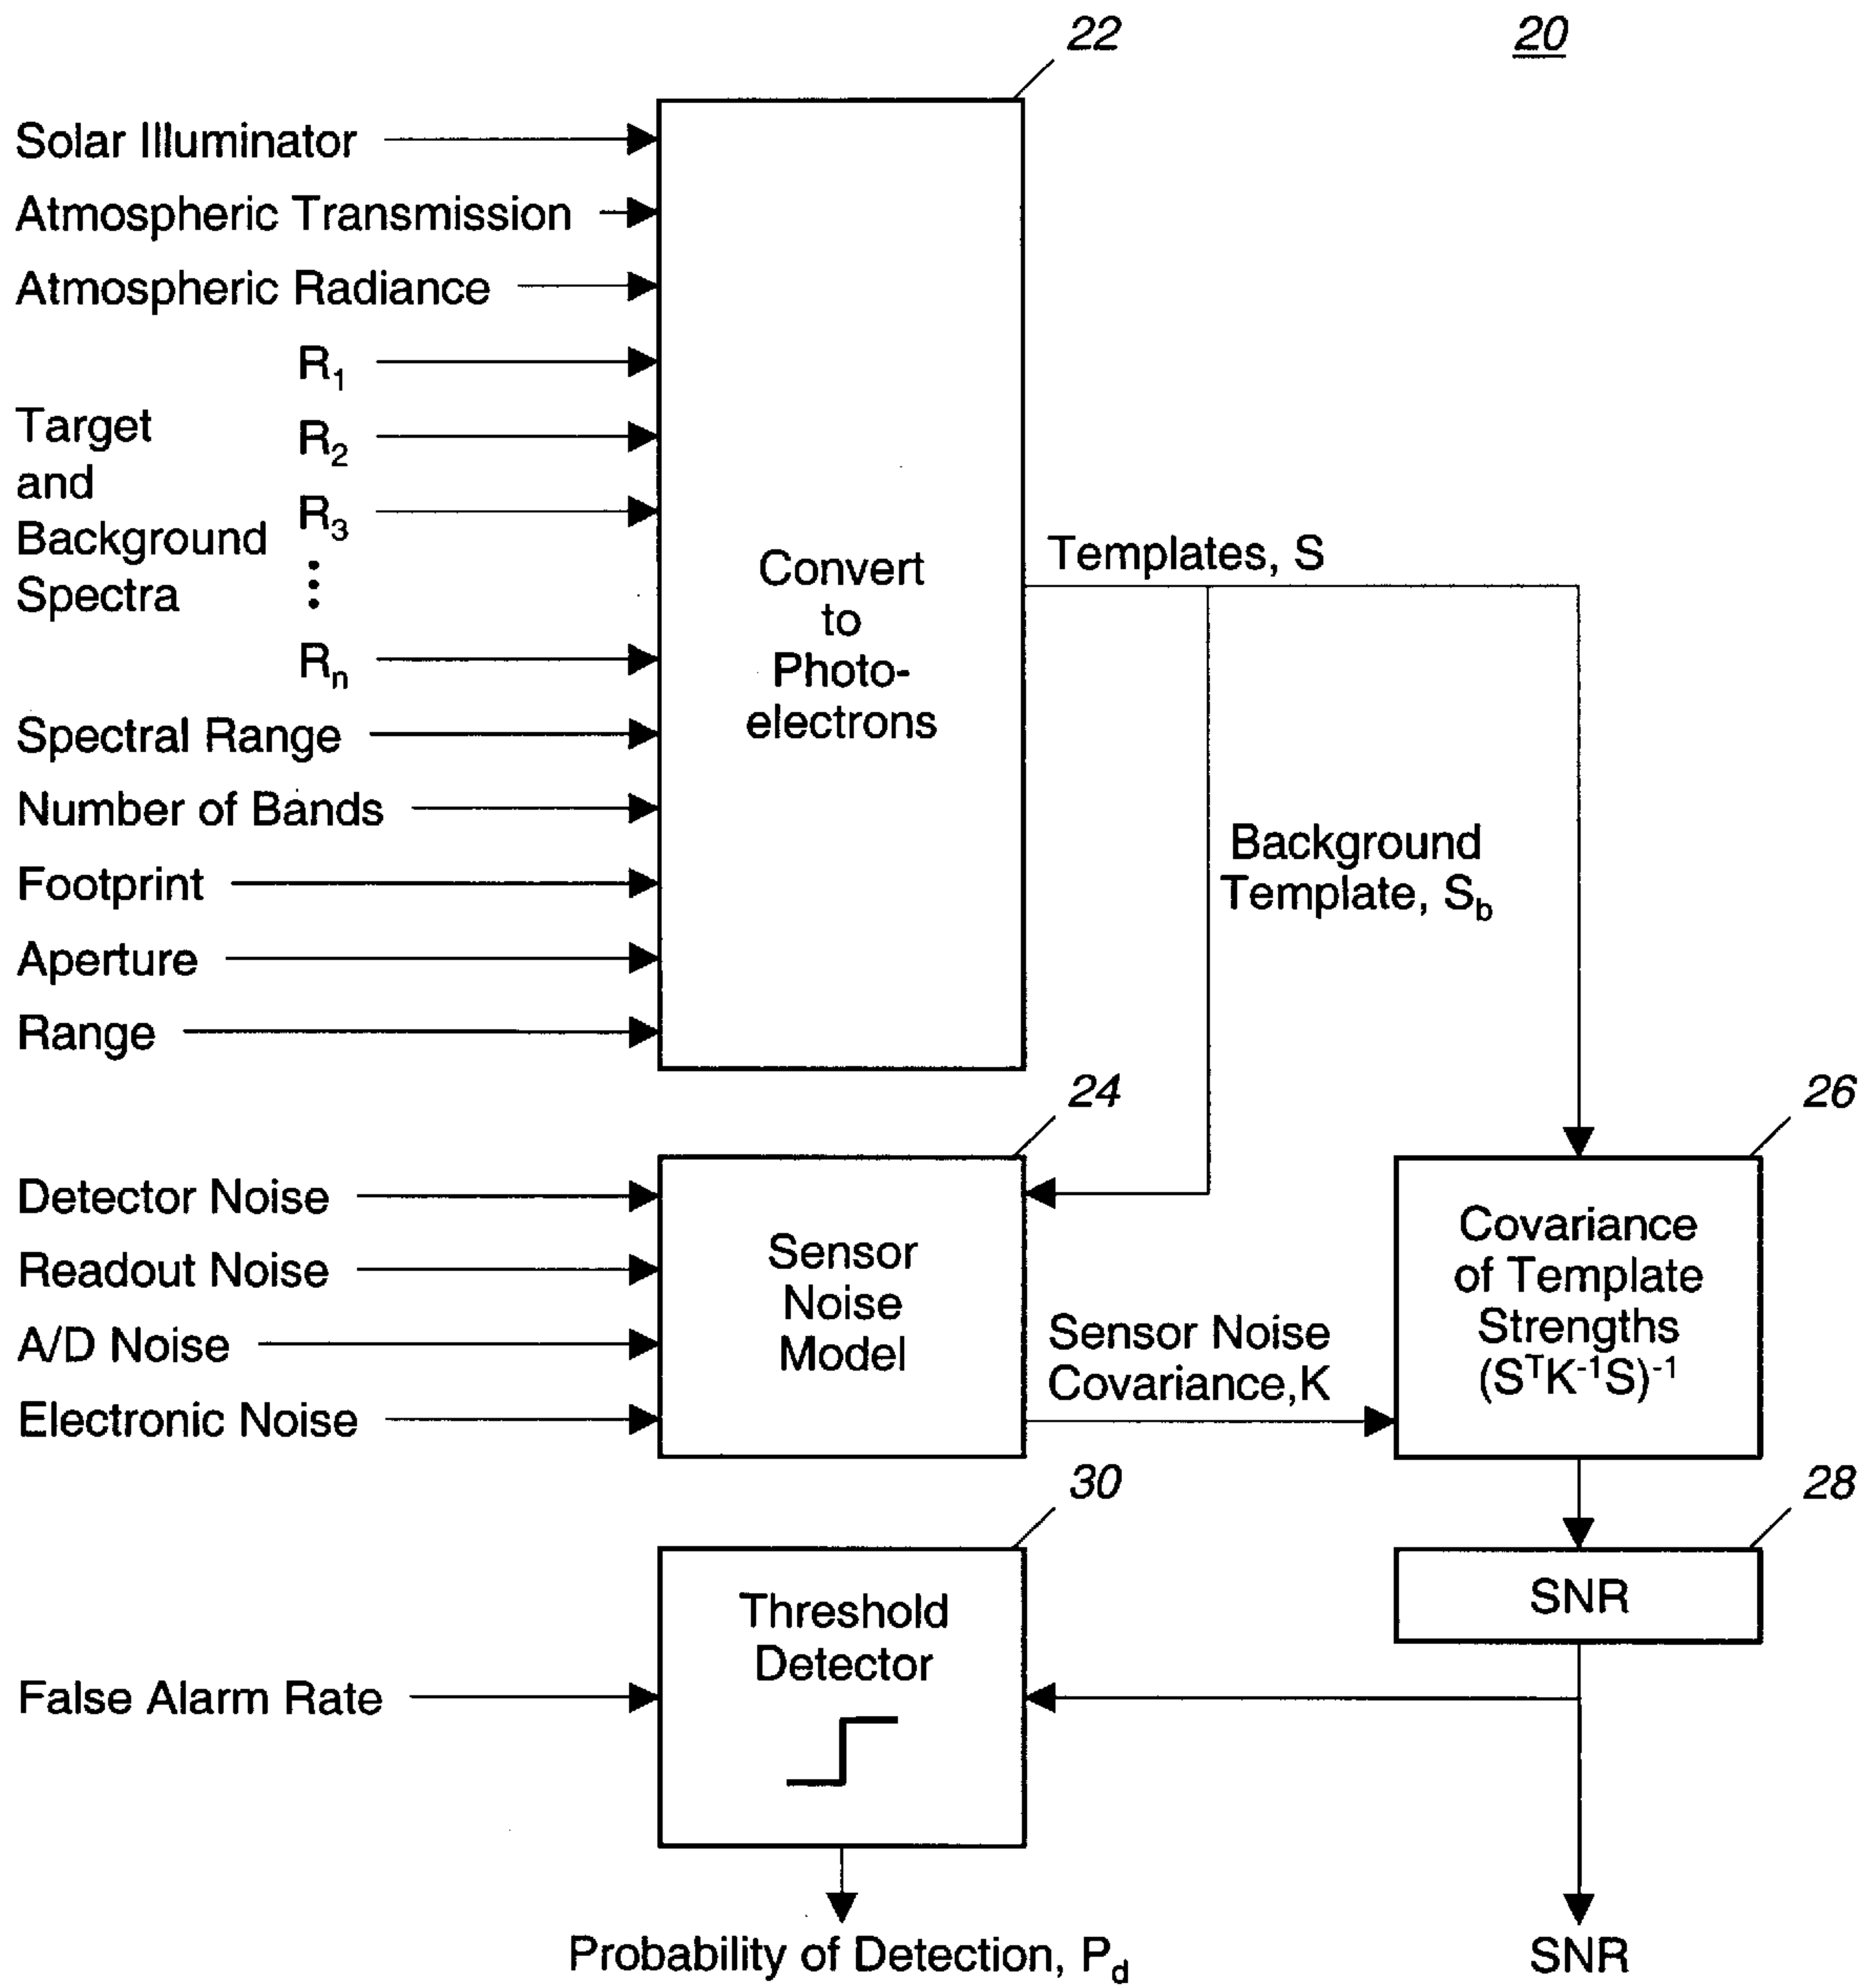 22
20
Solar Illuminator
Atmospheric Transmission
Atmospheric Radiance
Target
and
Background
Spectra
R1
R2
R3
Rn
Spectral Range
Number of Bands
Footprint
Aperture
Range
Convert
to
Photo-
electrons
Templates, S
Background
Template, Sb
24
26
Detector Noise
Readout Noise
A/D Noise
Electronic Noise
Sensor
Noise
Model
Sensor Noise
Covariance,K
Covariance
of Template
Strengths
(SᵀK⁻¹S)⁻¹
30
28
False Alarm Rate
Threshold
Detector
SNR
Probability of Detection, Pd
SNR